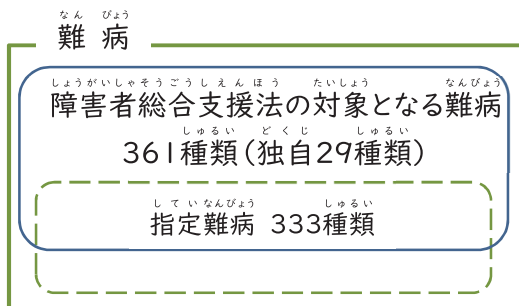 なん びょう
難 病
しょうがいしゃそうごうしえんほう たいしょう なんびょう
障害者総合支援法の対象となる難病
しゅるい どくじ しゅるい
361種類(独自29種類)
していなんびょう しゅるい
指定難病 333種類